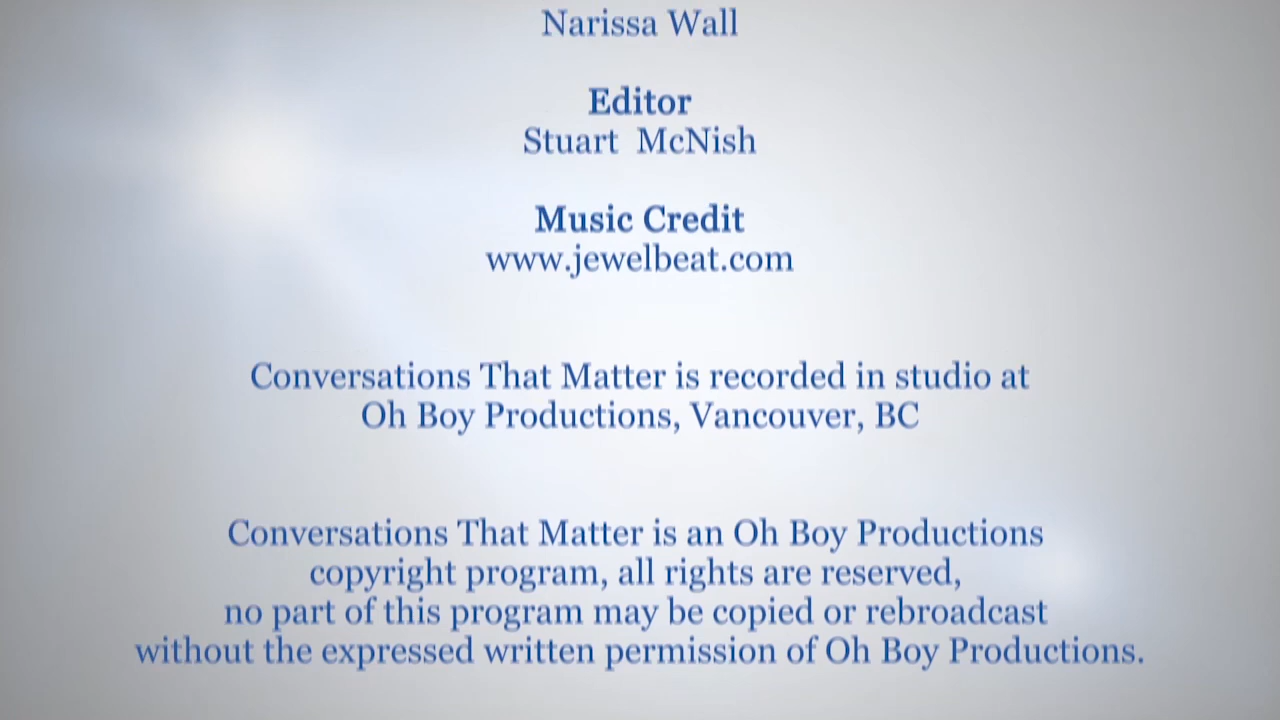 Narissa Wall
Editor
Stuart McNish
Music Credit
www.jewelbeat.com
Conversations That Matter is recorded in studio at
Oh Boy Productions, Vancouver, BC
Conversations That Matter is an Oh Boy Productions
copyright program, all rights are reserved,
no part of this program may be copied or rebroadcast
without the expressed written permission of Oh Boy Productions.